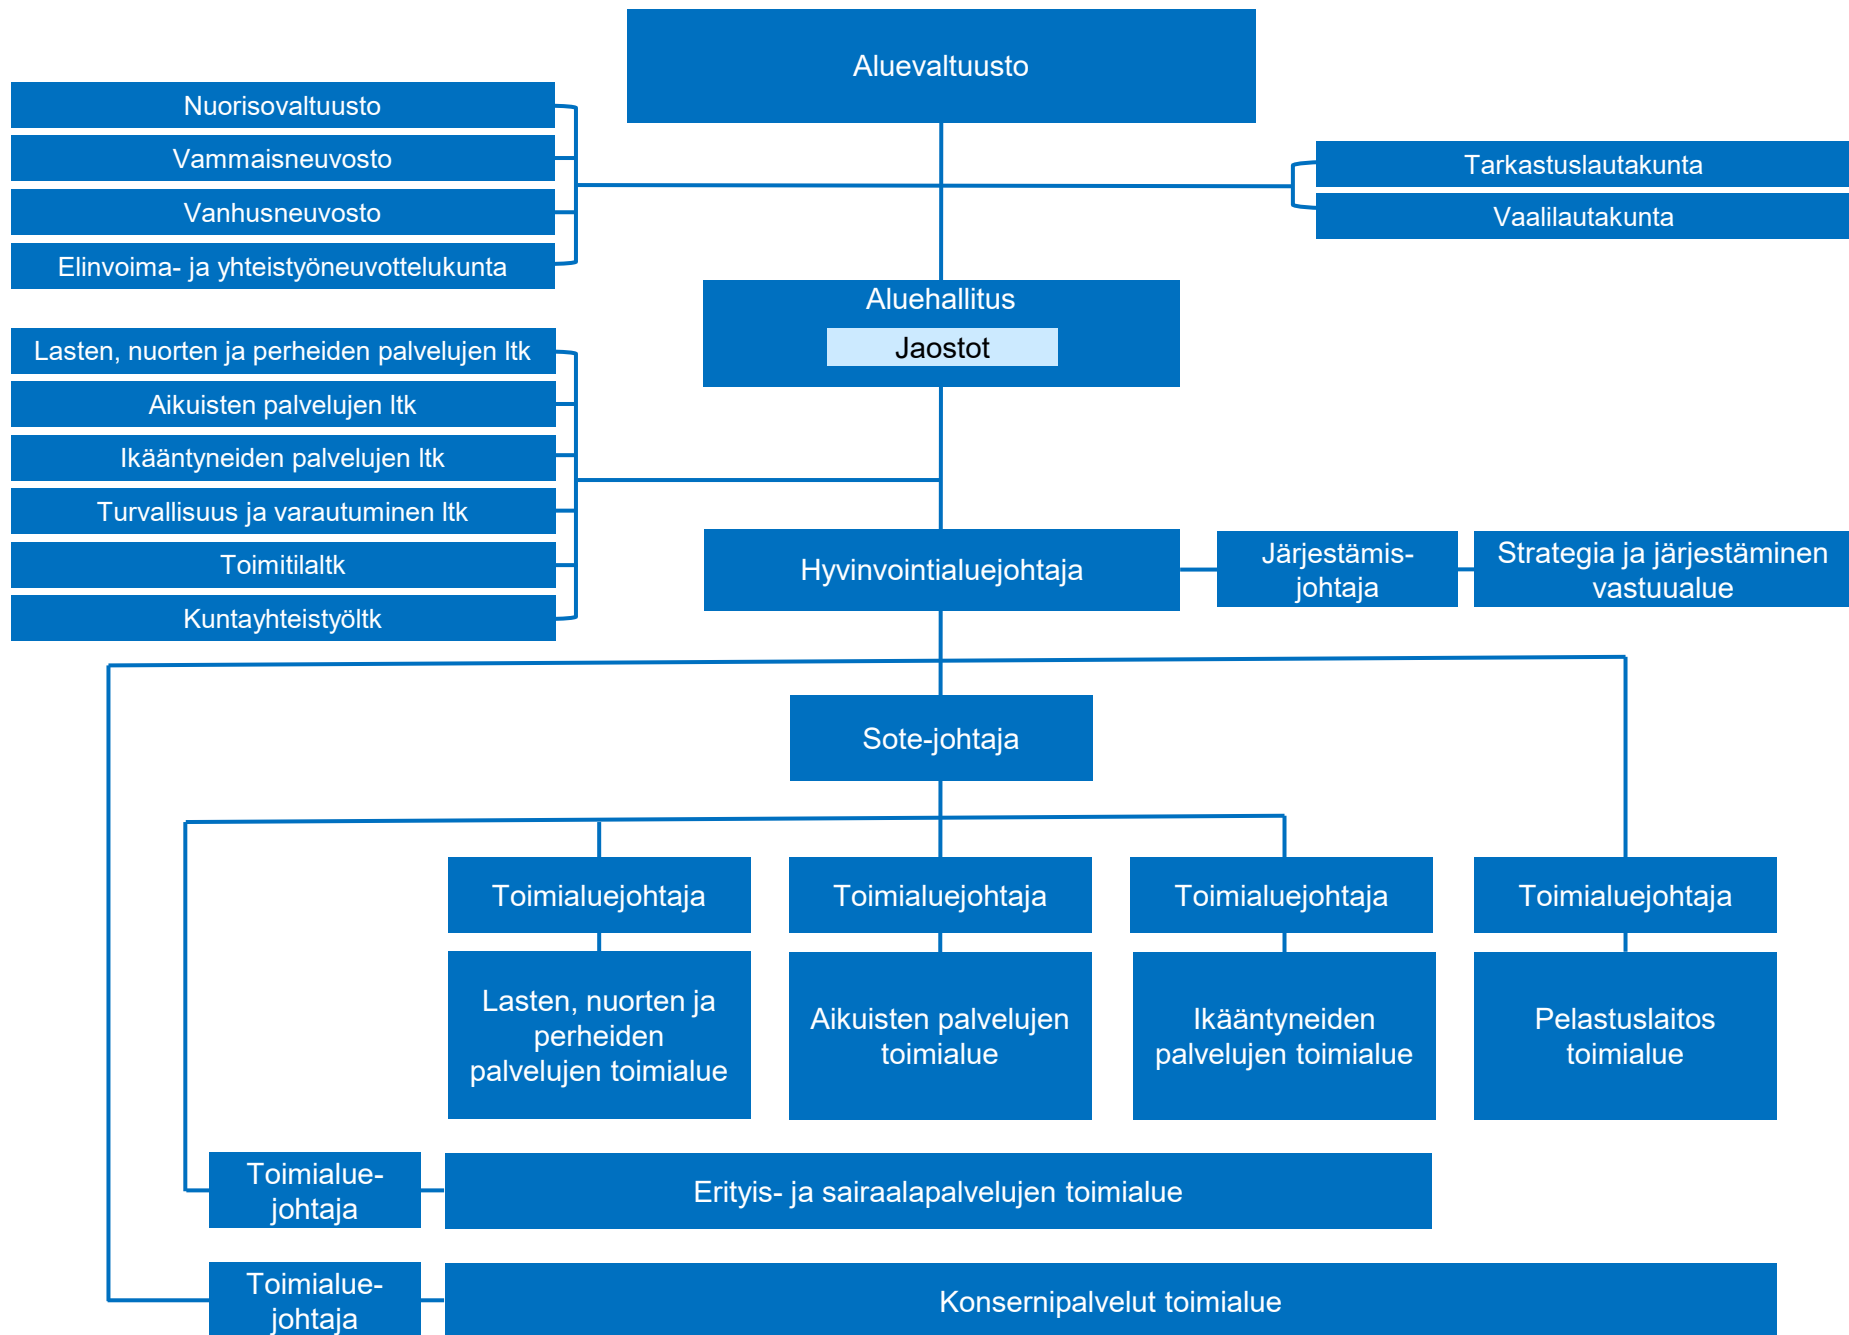 Aluevaltuusto
Nuorisovaltuusto
Vammaisneuvosto
Vanhusneuvosto
Elinvoima- ja yhteistyöneuvottelukunta
Tarkastuslautakunta
Vaalilautakunta
Aluehallitus
Jaostot
Lasten, nuorten ja perheiden palvelujen ltk
Aikuisten palvelujen ltk
Ikääntyneiden palvelujen ltk
Turvallisuus ja varautuminen ltk
Toimitilaltk
Kuntayhteistyöltk
Hyvinvointialuejohtaja
Järjestämis-
johtaja
Strategia ja järjestäminen
vastuualue
Sote-johtaja
Toimialuejohtaja
Toimialuejohtaja
Toimialuejohtaja
Toimialuejohtaja
Lasten, nuorten ja
perheiden
palvelujen toimialue
Aikuisten palvelujen
toimialue
Ikääntyneiden
palvelujen toimialue
Pelastuslaitos
toimialue
Toimialue-
johtaja
Erityis- ja sairaalapalvelujen toimialue
Toimialue-
johtaja
Konsernipalvelut toimialue